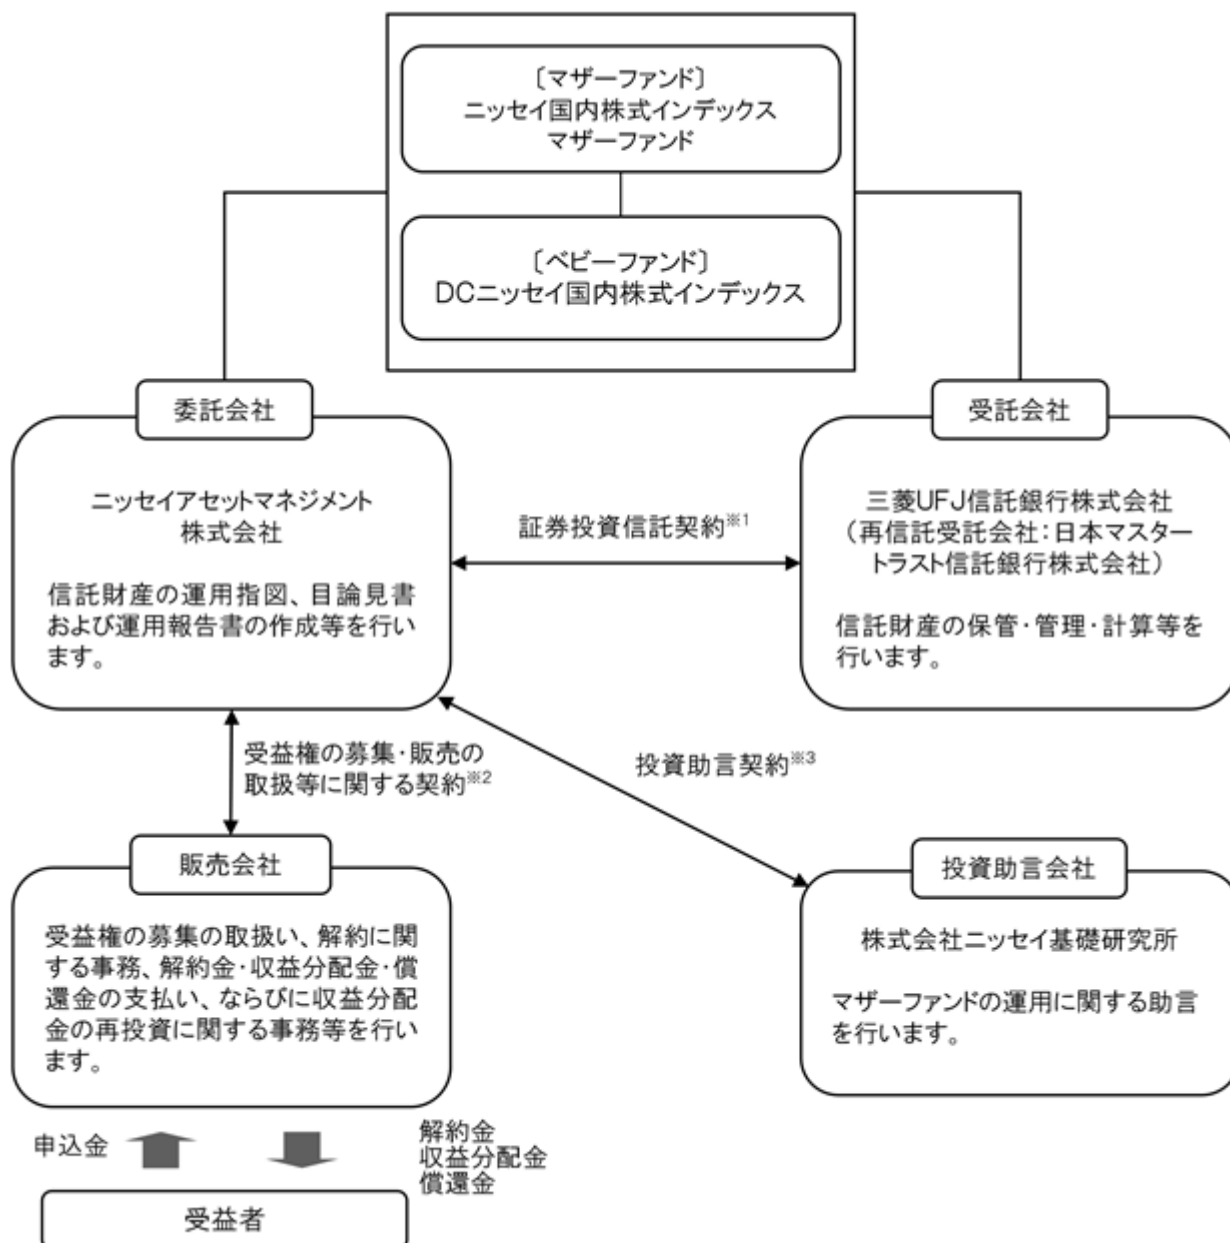 〔マザーファンド〕
ニッセイ国内株式インデックス
マザーファンド
〔ベビーファンド〕
DCニッセイ国内株式インデックス
委託会社
ニッセイアセットマネジメント
株式会社
信託財産の運用指図、目論見書
および運用報告書の作成等を行い
ます。
証券投資信託契約※1
受託会社
三菱UFJ信託銀行株式会社
(再信託受託会社:日本マスター
トラスト信託銀行株式会社)
信託財産の保管・管理・計算等を
行います。
受益権の募集・販売の
取扱等に関する契約※2
投資助言契約※3
販売会社
受益権の募集の取扱い、解約に関
する事務、解約金・収益分配金・償
還金の支払い、ならびに収益分配
金の再投資に関する事務等を行い
ます。
投資助言会社
株式会社ニッセイ基礎研究所
マザーファンドの運用に関する助言
を行います。
申込金
解約金
収益分配金
償還金
受益者